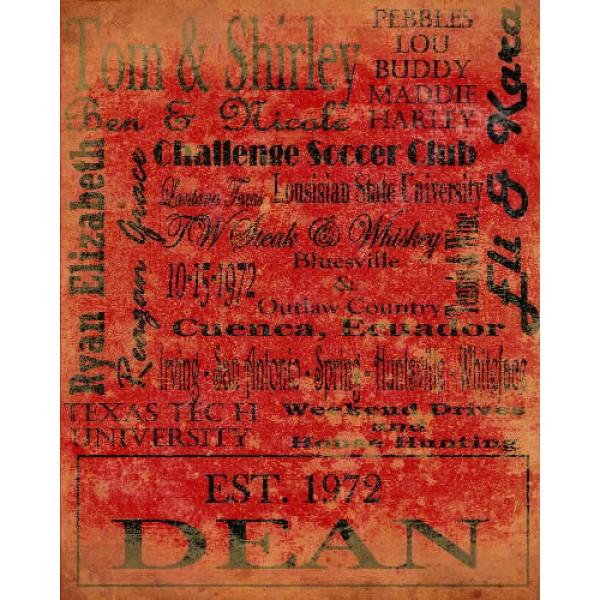 Tom & Shirley
PEBBLES
LOU
BUDDY
MADDIE
HARLEY
Eli & Kara
Ben & Nicole
Challenge Soccer Club
Ryan Elizabeth
Reagan Grace
Lantana Texas
Lousisian State University
TW Steak & Whiskey
Tennis & Wine
Bluesville
&
Outlaw Country
10-15-1972
Cuenca, Ecuador
Irving - San Antonio - Spring - Huntsville - Whiteface
TEXAS TECH
UNIVERSITY
Weekend Drives
and
House Hunting
EST. 1972
DEAN